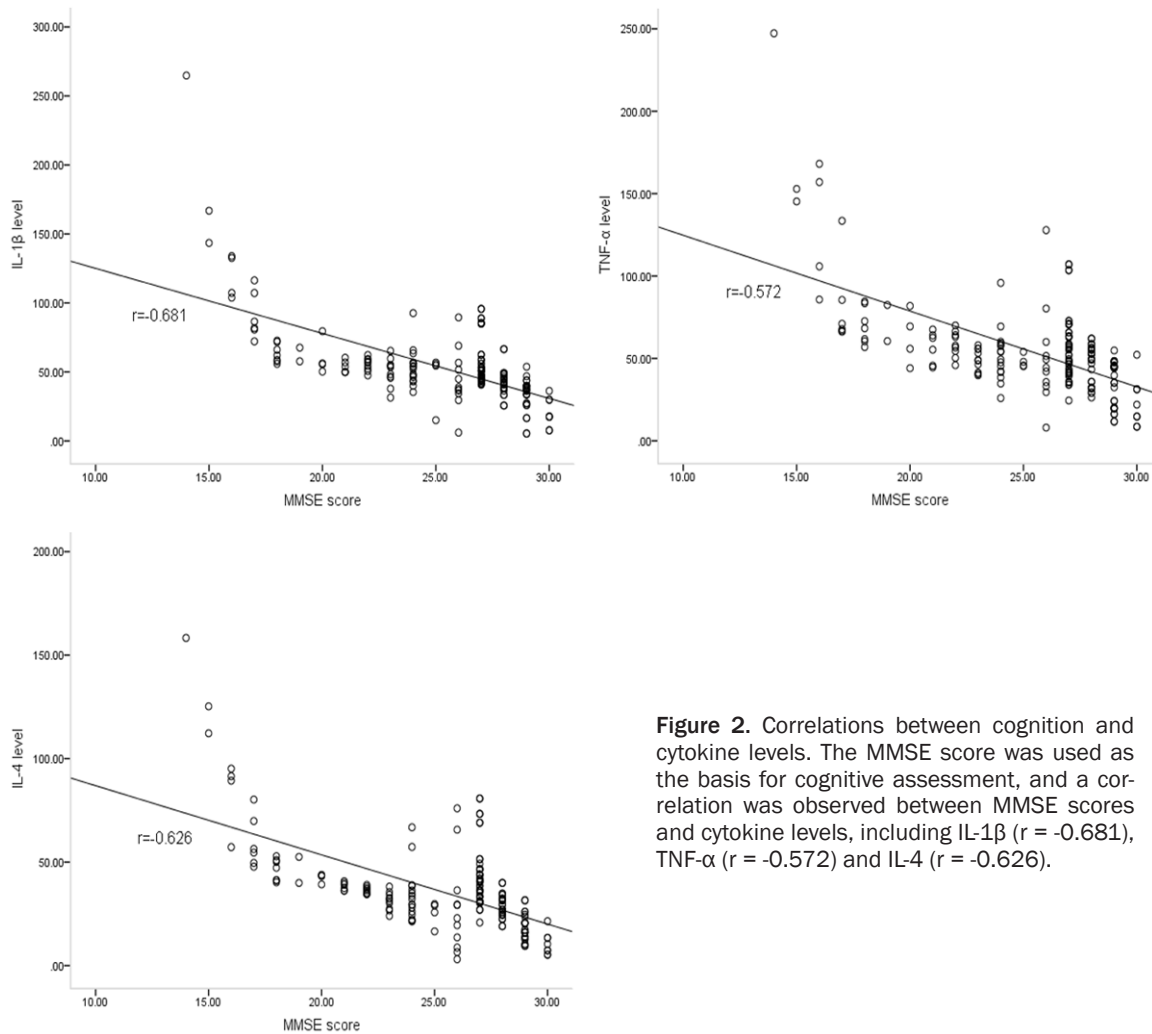 300.00
250.00
200.00
150.00
100.00
50.00
.00
IL-1β level
r=-0.681
10.00 15.00 20.00 25.00 30.00
MMSE score
250.00
200.00
150.00
100.00
50.00
.00
TNF-α level
r=-0.572
10.00 15.00 20.00 25.00 30.00
MMSE score
200.00
150.00
100.00
50.00
.00
IL-4 level
r=-0.626
10.00 15.00 20.00 25.00 30.00
MMSE score
Figure 2. Correlations between cognition and
cytokine levels. The MMSE score was used as
the basis for cognitive assessment, and a cor-
relation was observed between MMSE scores
and cytokine levels, including IL-1β (r = -0.681),
TNF-α (r = -0.572) and IL-4 (r = -0.626).